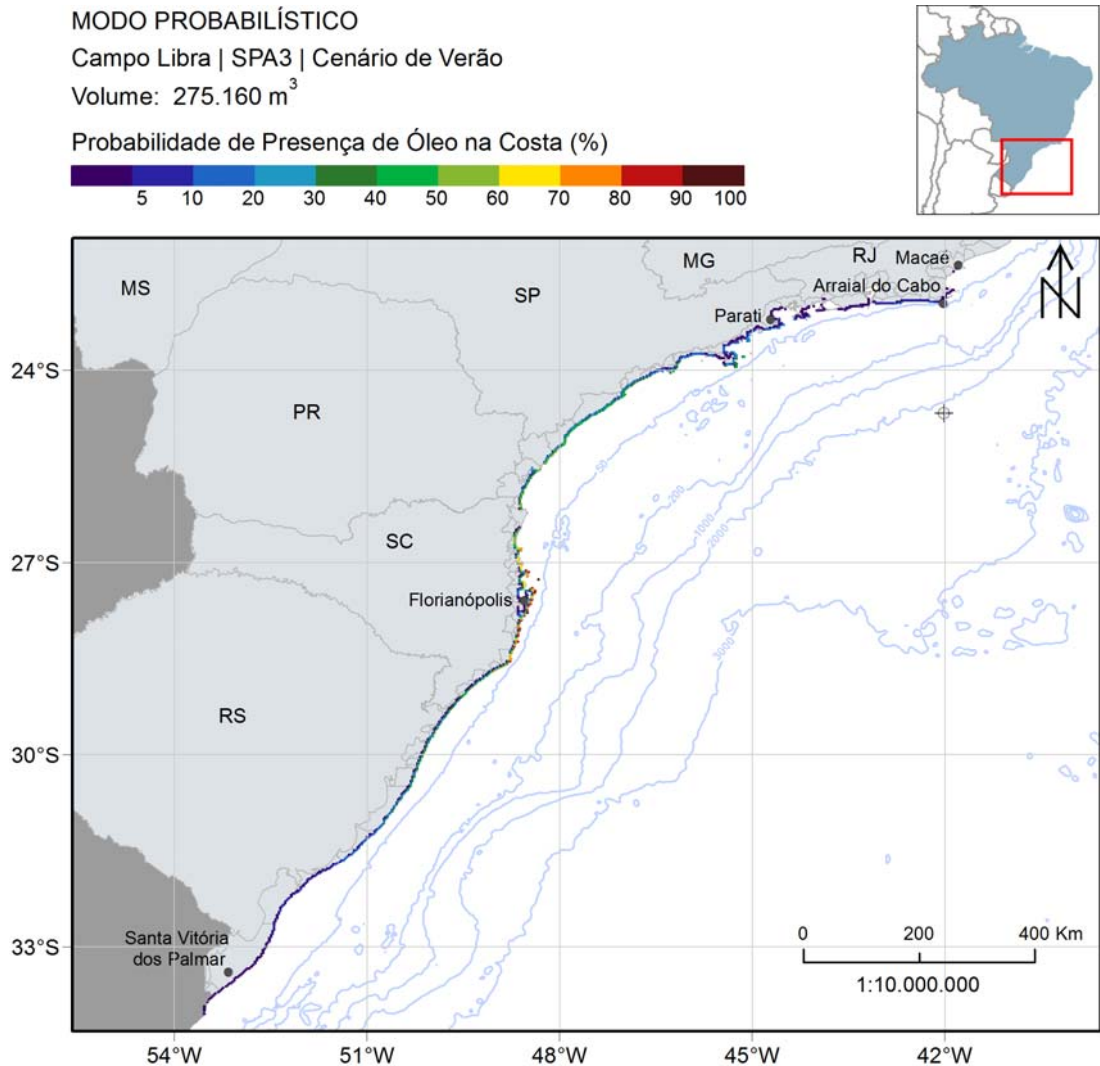 MODO PROBABILÍSTICO
Campo Libra | SPA3 | Cenário de Verão
Volume: 275.160 m³
Probabilidade de Presença de Óleo na Costa (%)
5 10 20 30 40 50 60 70 80 90 100
MS
MG
RJ
Macaé
SP
Arraial do Cabo
Parati
N
24°S
PR
50
200
1000
2000
SC
27°S
Florianópolis
3000
RS
30°S
Santa Vitória
dos Palmar
33°S
0 200 400 Km
1:10.000.000
54°W 51°W 48°W 45°W 42°W